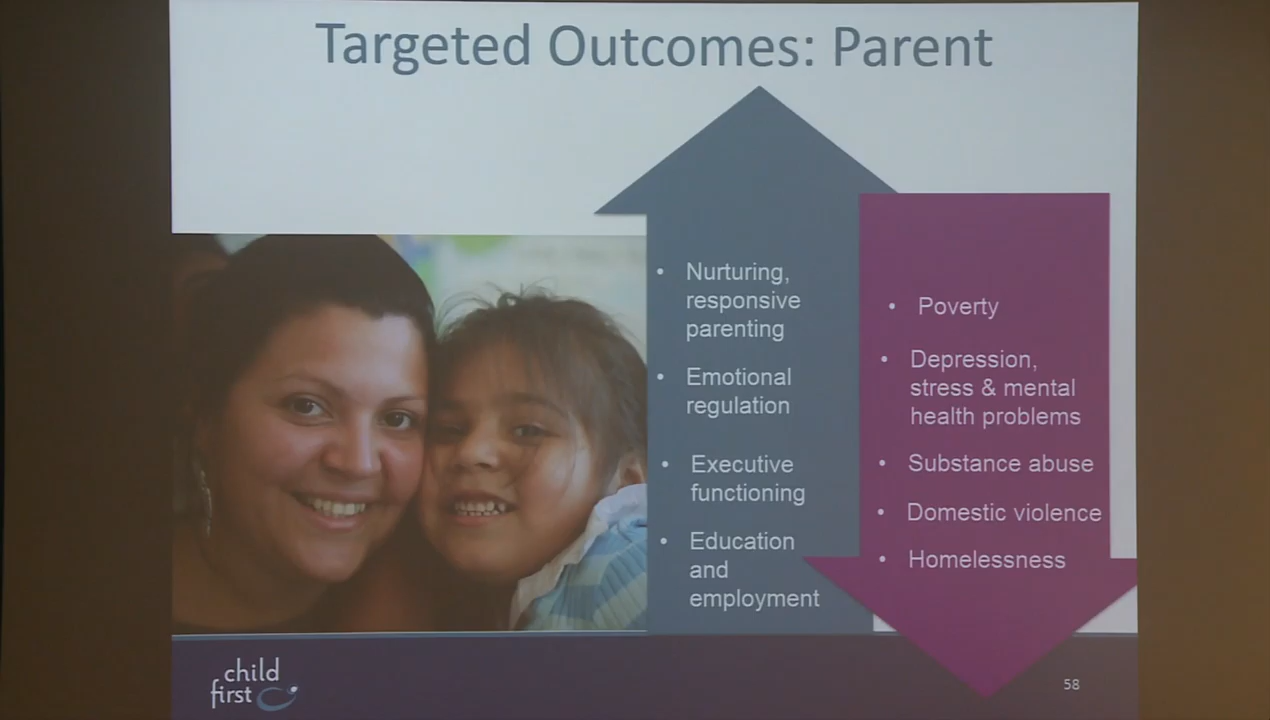 Targeted Outcomes: Parent
• Nurturing,
responsive
parenting
• Emotional
regulation
• Executive
functioning
• Education
and
employment
• Poverty
• Depression,
stress & mental
health problems
• Substance abuse
• Domestic violence
• Homelessness
child
first
58